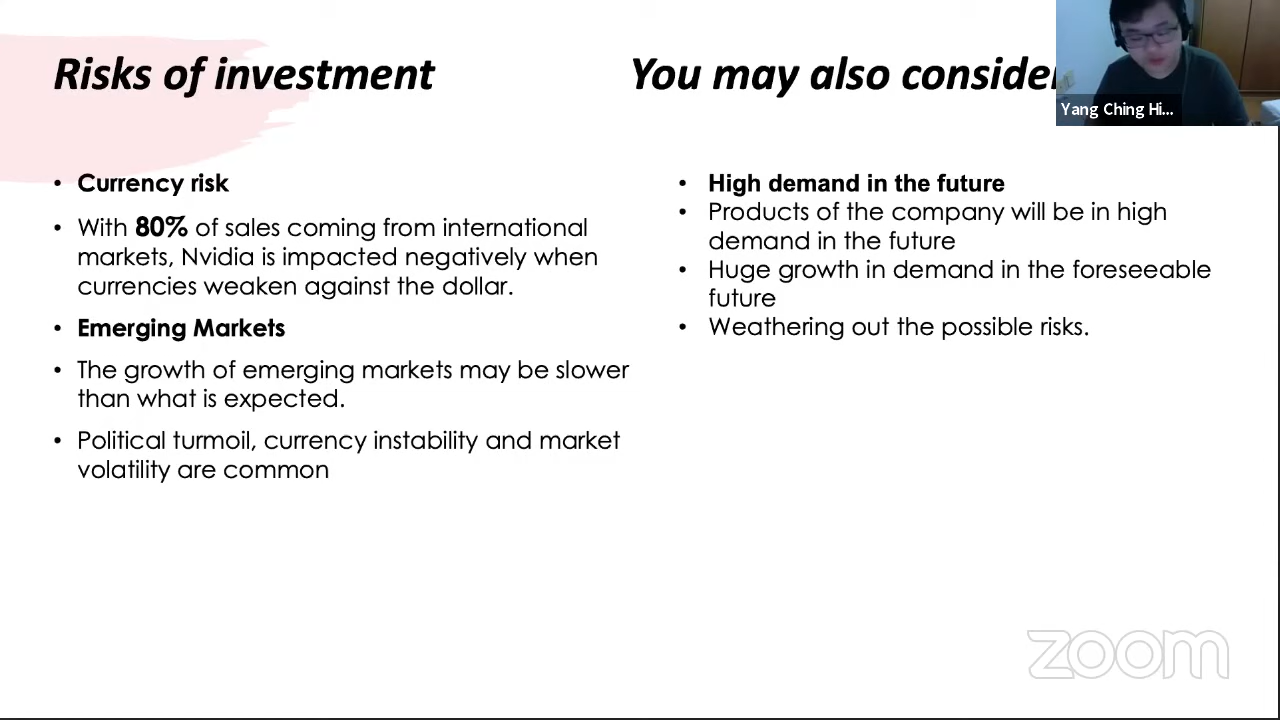 Risks of investment
You may also consider
Yang Ching Hi...
• Currency risk
• With 80% of sales coming from international
markets, Nvidia is impacted negatively when
currencies weaken against the dollar.
• Emerging Markets
• The growth of emerging markets may be slower
than what is expected.
• Political turmoil, currency instability and market
volatility are common
• High demand in the future
• Products of the company will be in high
demand in the future
• Huge growth in demand in the foreseeable
future
• Weathering out the possible risks.
zoom